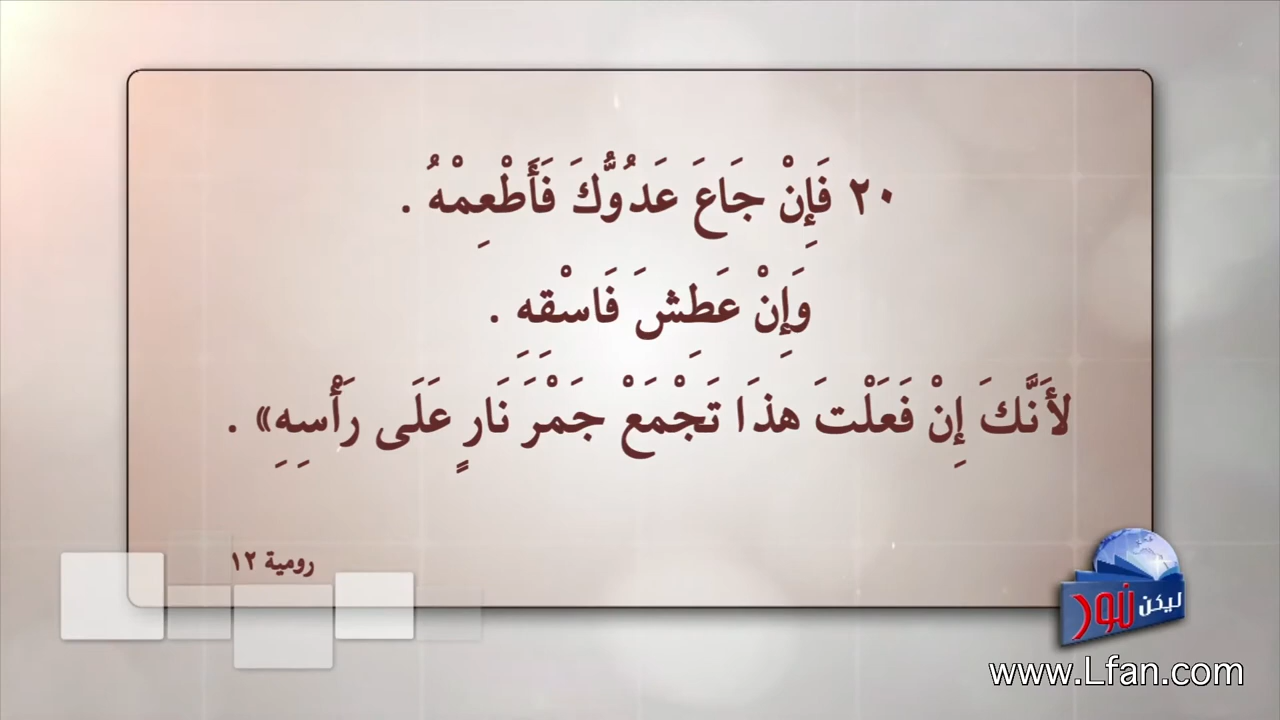 ٢٠ فَإِنْ جَاعَ عَدُوُّكَ فَأَطْعِمْهُ .
وَإِنْ عَطِشَ فَاسْقِهِ .
لأَنَّكَ إِنْ فَعَلْتَ هذَا تَجْمَعْ جَمْرَ نَارٍ عَلَى رَأْسِهِ» .
رومية ١٢
ليكن نور
www.Lfan.com